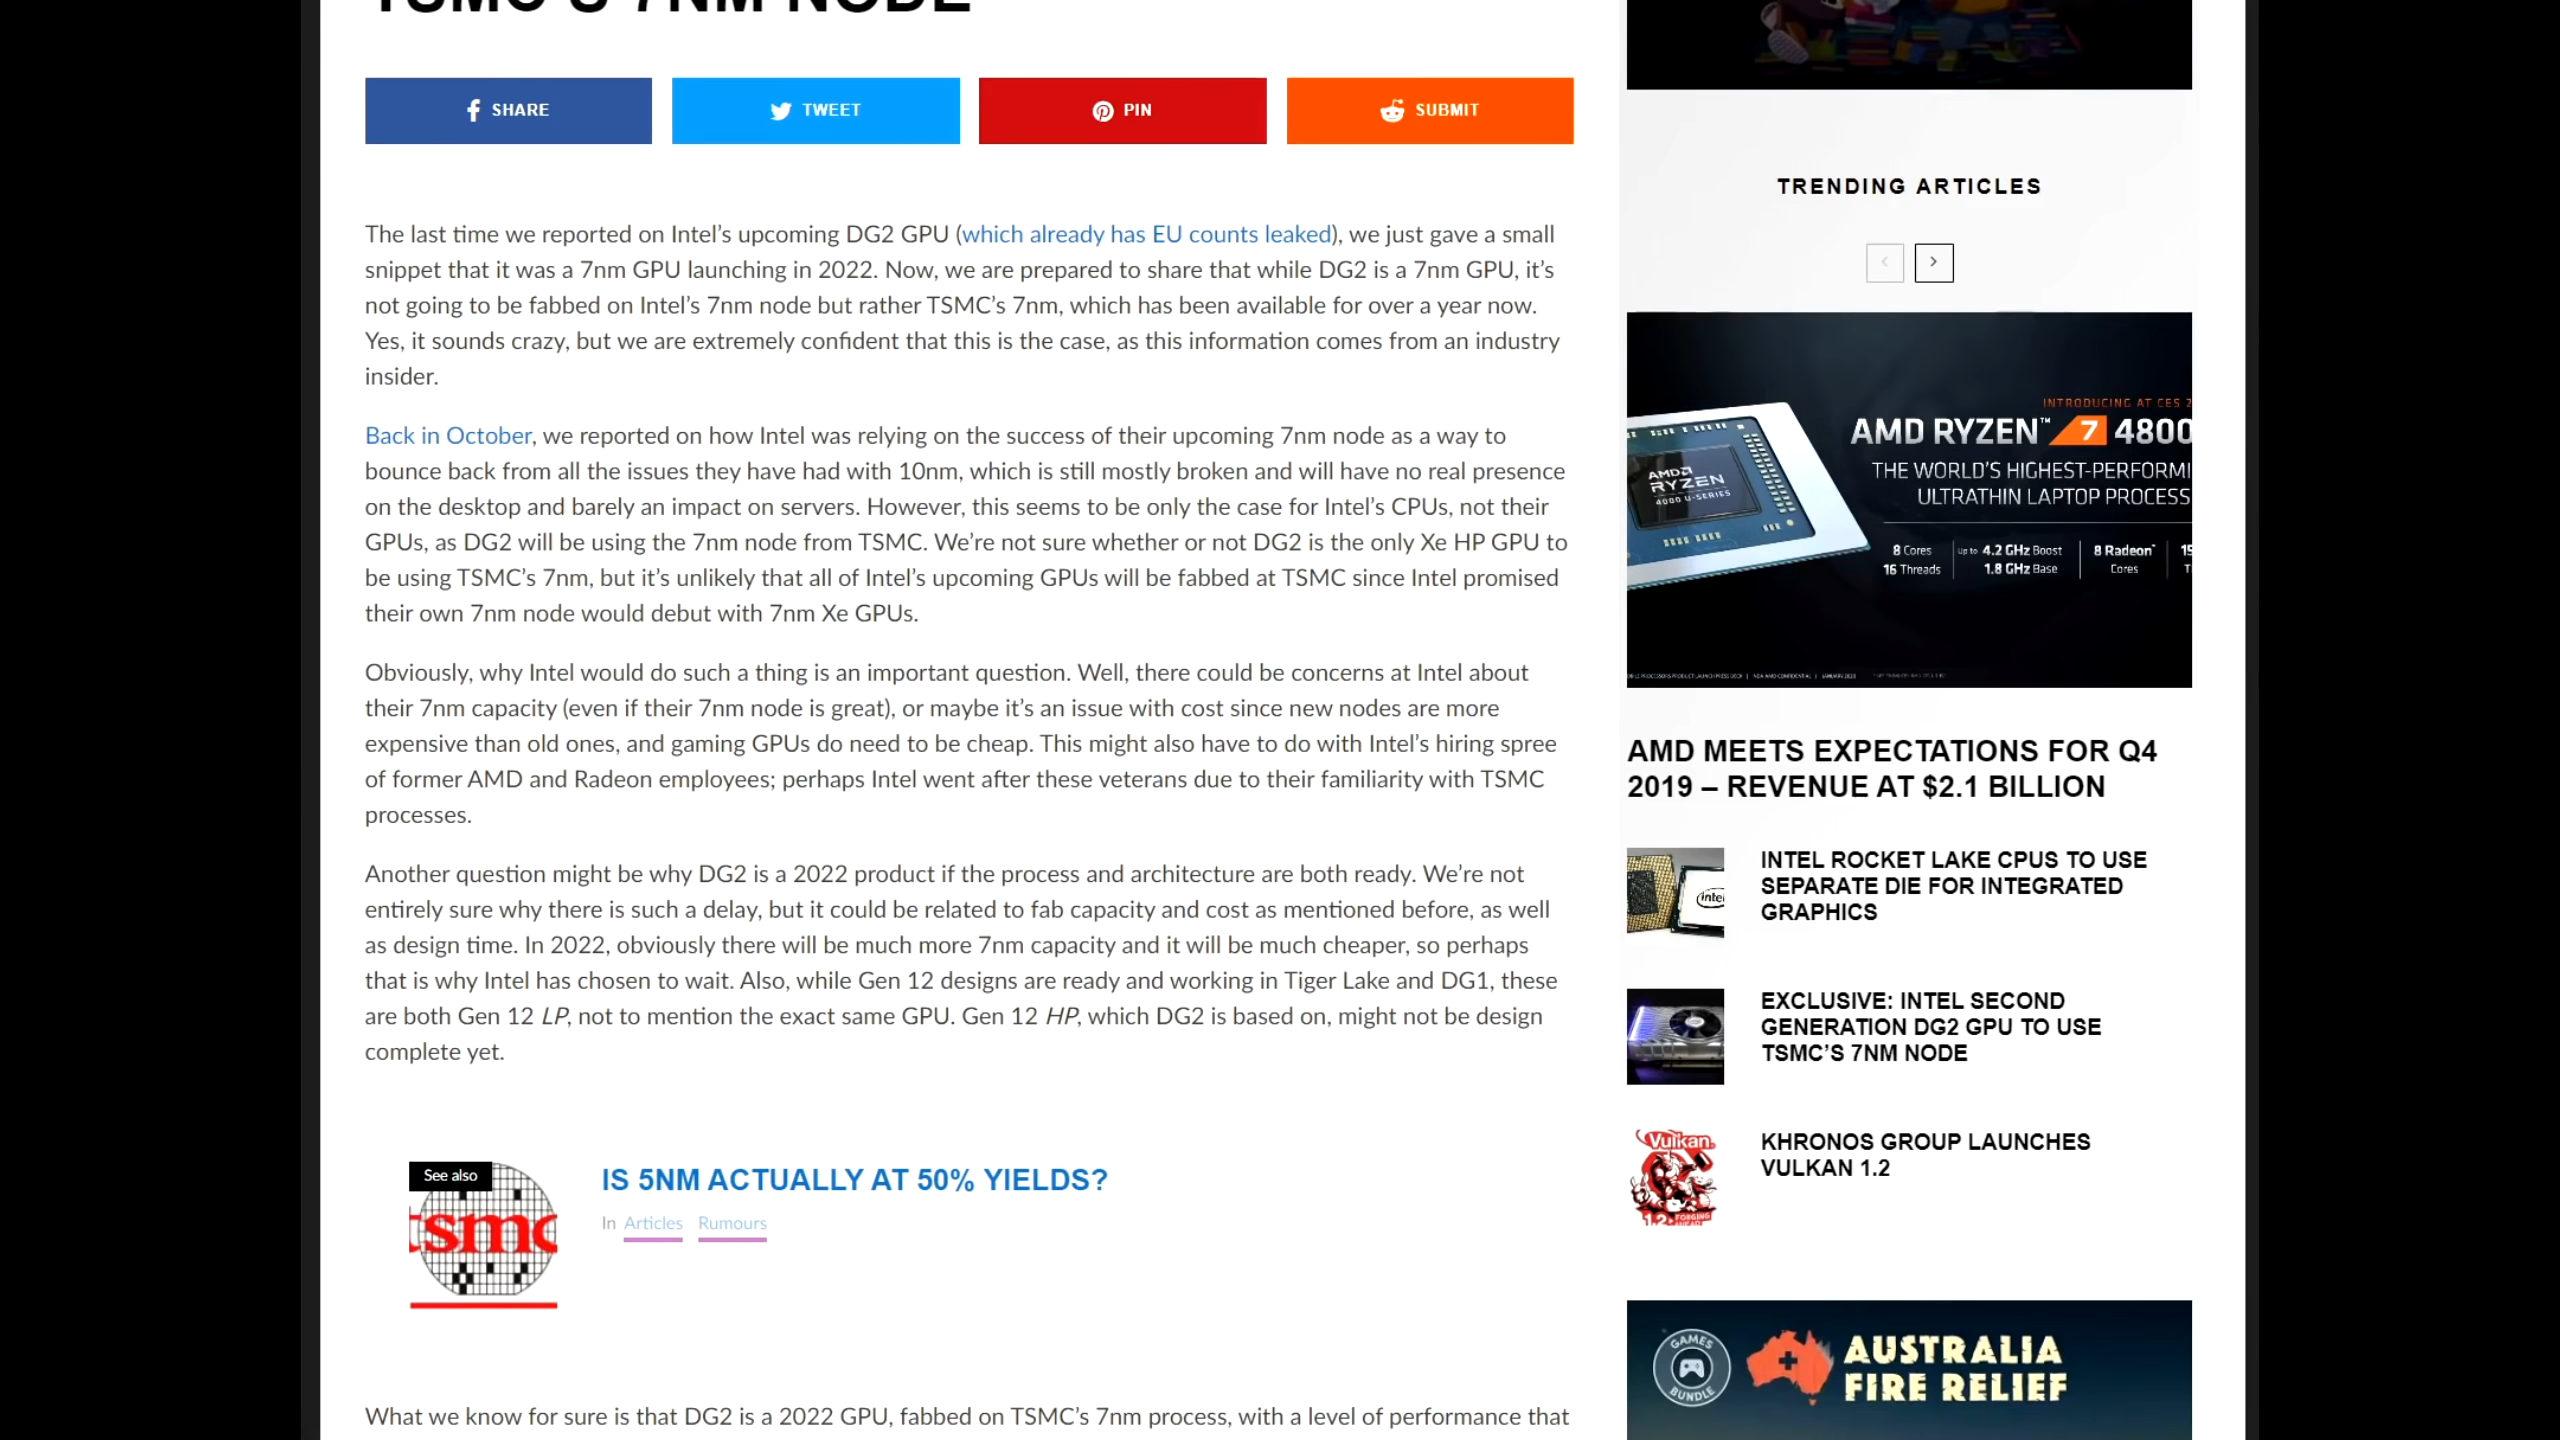 TSMC'S 7NM NODE
SHARE
TWEET
PIN
SUBMIT
The last time we reported on Intel's upcoming DG2 GPU (which already has EU counts leaked), we just gave a small
snippet that it was a 7nm GPU launching in 2022. Now, we are prepared to share that while DG2 is a 7nm GPU, it's
not going to be fabbed on Intel's 7nm node but rather TSMC's 7nm, which has been available for over a year now.
Yes, it sounds crazy, but we are extremely confident that this is the case, as this information comes from an industry
insider.
Back in October, we reported on how Intel was relying on the success of their upcoming 7nm node as a way to
bounce back from all the issues they have had with 10nm, which is still mostly broken and will have no real presence
on the desktop and barely an impact on servers. However, this seems to be only the case for Intel's CPUs, not their
GPUs, as DG2 will be using the 7nm node from TSMC. We're not sure whether or not DG2 is the only Xe HP GPU to
be using TSMC's 7nm, but it's unlikely that all of Intel's upcoming GPUs will be fabbed at TSMC since Intel promised
their own 7nm node would debut with 7nm Xe GPUs.
Obviously, why Intel would do such a thing is an important question. Well, there could be concerns at Intel about
their 7nm capacity (even if their 7nm node is great), or maybe it's an issue with cost since new nodes are more
expensive than old ones, and gaming GPUs do need to be cheap. This might also have to do with Intel's hiring spree
of former AMD and Radeon employees; perhaps Intel went after these veterans due to their familiarity with TSMC
processes.
Another question might be why DG2 is a 2022 product if the process and architecture are both ready. We're not
entirely sure why there is such a delay, but it could be related to fab capacity and cost as mentioned before, as well
as design time. In 2022, obviously there will be much more 7nm capacity and it will be much cheaper, so perhaps
that is why Intel has chosen to wait. Also, while Gen 12 designs are ready and working in Tiger Lake and DG1, these
are both Gen 12 LP, not to mention the exact same GPU. Gen 12 HP, which DG2 is based on, might not be design
complete yet.
See also
tsmc
IS 5NM ACTUALLY AT 50% YIELDS?
In Articles Rumours
What we know for sure is that DG2 is a 2022 GPU, fabbed on TSMC's 7nm process, with a level of performance that
TRENDING ARTICLES
INTRODUCING AT CES 2
AMD RYZEN™ 7 4800
THE WORLD'S HIGHEST-PERFORMI
ULTRATHIN LAPTOP PROCESS
AMD
RYZEN
4000 U-SERIES
8 Cores
16 Threads
Up to 4.2 GHz Boost
1.8 GHz Base
8 Radeon™
Cores
15
T
AMD MEETS EXPECTATIONS FOR Q4
2019 – REVENUE AT $2.1 BILLION
INTEL ROCKET LAKE CPUS TO USE
SEPARATE DIE FOR INTEGRATED
GRAPHICS
(intel
EXCLUSIVE: INTEL SECOND
GENERATION DG2 GPU TO USE
TSMC'S 7NM NODE
Vulkan.
1.2 FORGING
KHRONOS GROUP LAUNCHES
VULKAN 1.2
GAMES
BUNDLE
AUSTRALIA
FIRE RELIEF